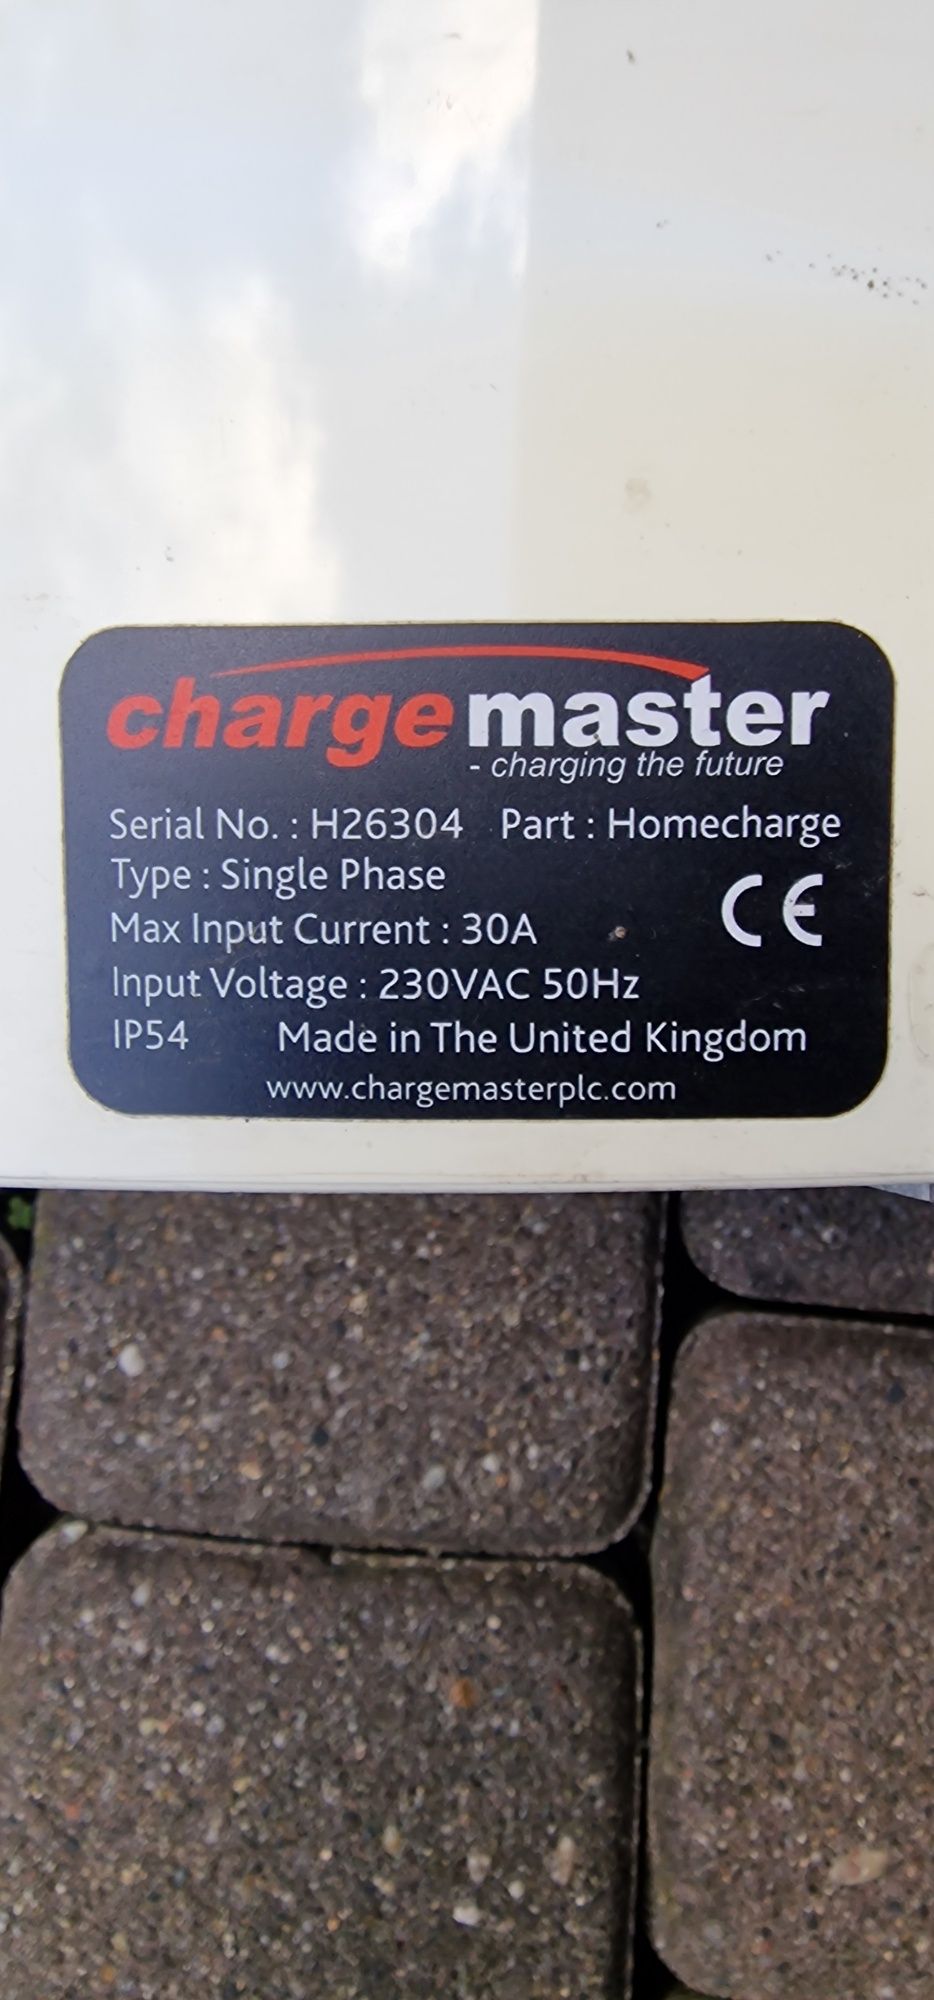 chargemaster
- charging the future
Serial No. : H26304 Part : Homecharge
Type : Single Phase
CE
Max Input Current : 30A
Input Voltage : 230VAC 50Hz
IP54 Made in The United Kingdom
www.chargemasterplc.com